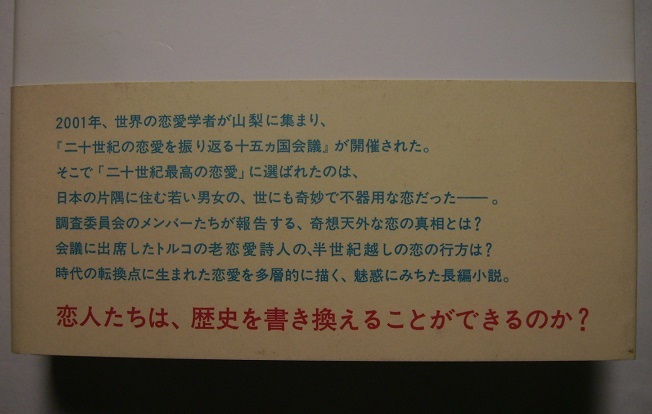 2001年、世界の恋愛学者が山梨に集まり、
『二十世紀の恋愛を振り返る十五ヵ国会議』が開催された。
そこで「二十世紀最高の恋愛」に選ばれたのは、
日本の片隅に住む若い男女の、世にも奇妙で不器用な恋だった——。
調査委員会のメンバーたちが報告する、奇想天外な恋の真相とは？
会議に出席したトルコの老恋愛詩人の、半世紀越しの恋の行方は？
時代の転換点に生まれた恋愛を多層的に描く、魅惑にみちた長編小説。
恋人たちは、歴史を書き換えることができるのか？